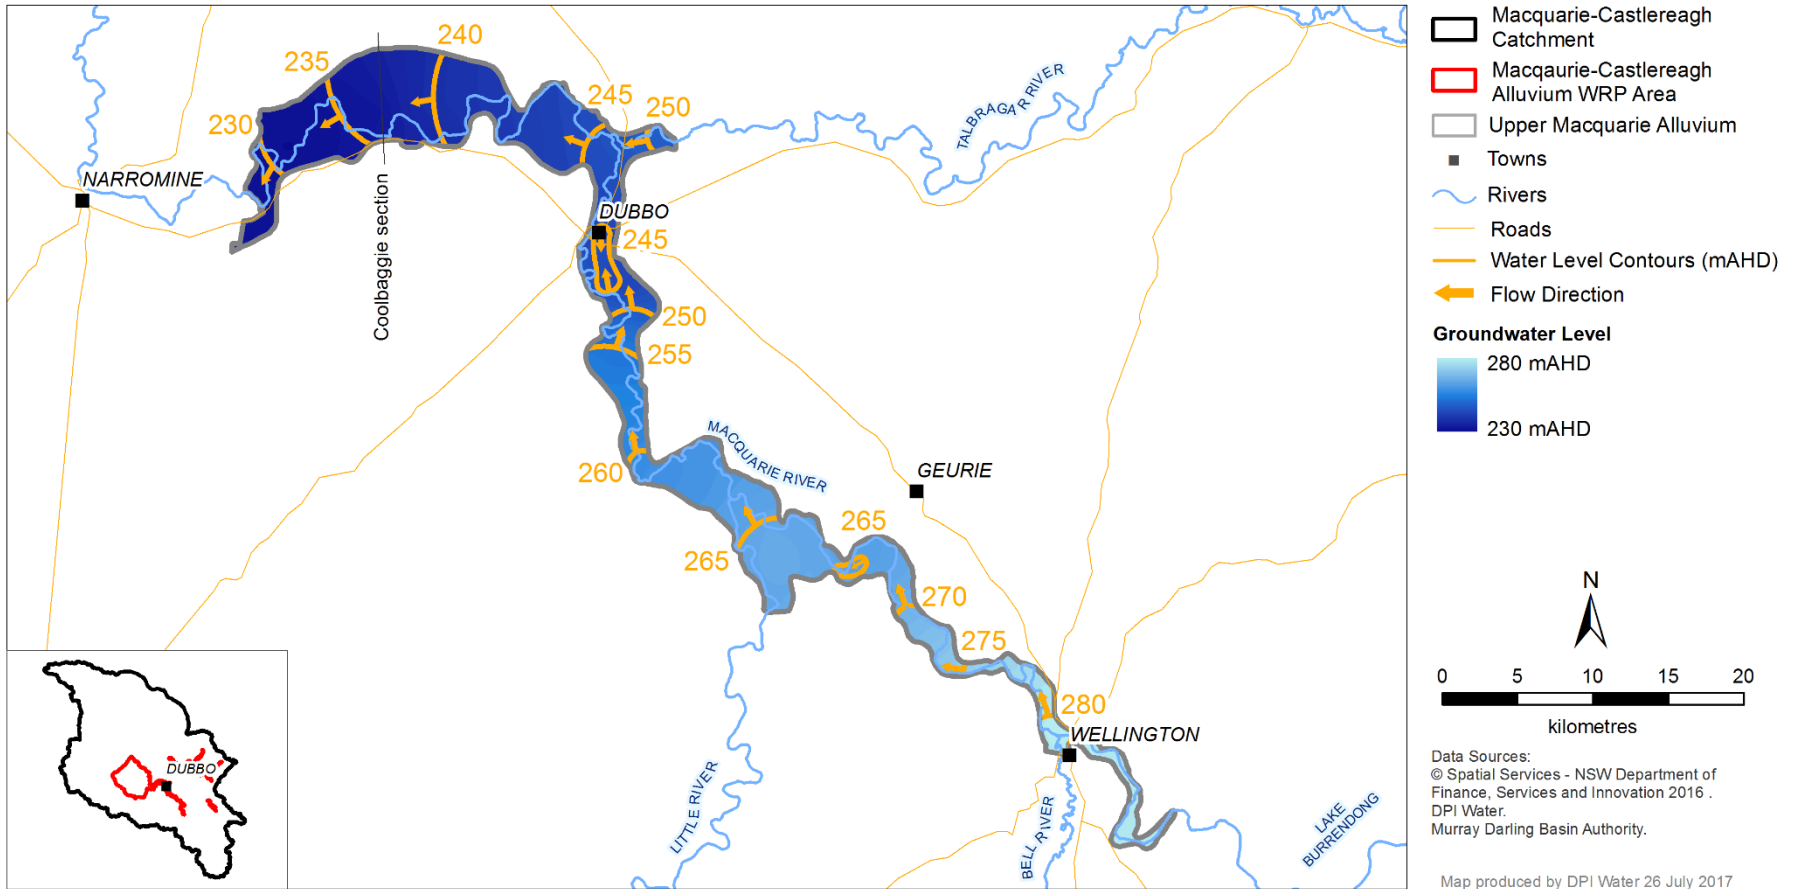 240
235
245
250
230
TALBRAGAR RIVER
NARROMINE
Coolbaggie section
DUBBO
245
250
255
MACQUARIE RIVER
260
GEURIE
265
265
270
275
280
WELLINGTON
LITTLE RIVER
BELL RIVER
LAKE
BURRENDONG
DUBBO
Macquarie-Castlereagh
Catchment
Macqaurie-Castlereagh
Alluvium WRP Area
Upper Macquarie Alluvium
Towns
Rivers
Roads
Water Level Contours (mAHD)
Flow Direction
Groundwater Level
280 mAHD
230 mAHD
N
0 5 10 15 20
kilometres
Data Sources:
© Spatial Services - NSW Department of
Finance, Services and Innovation 2016 .
DPI Water.
Murray Darling Basin Authority.
Map produced by DPI Water 26 July 2017